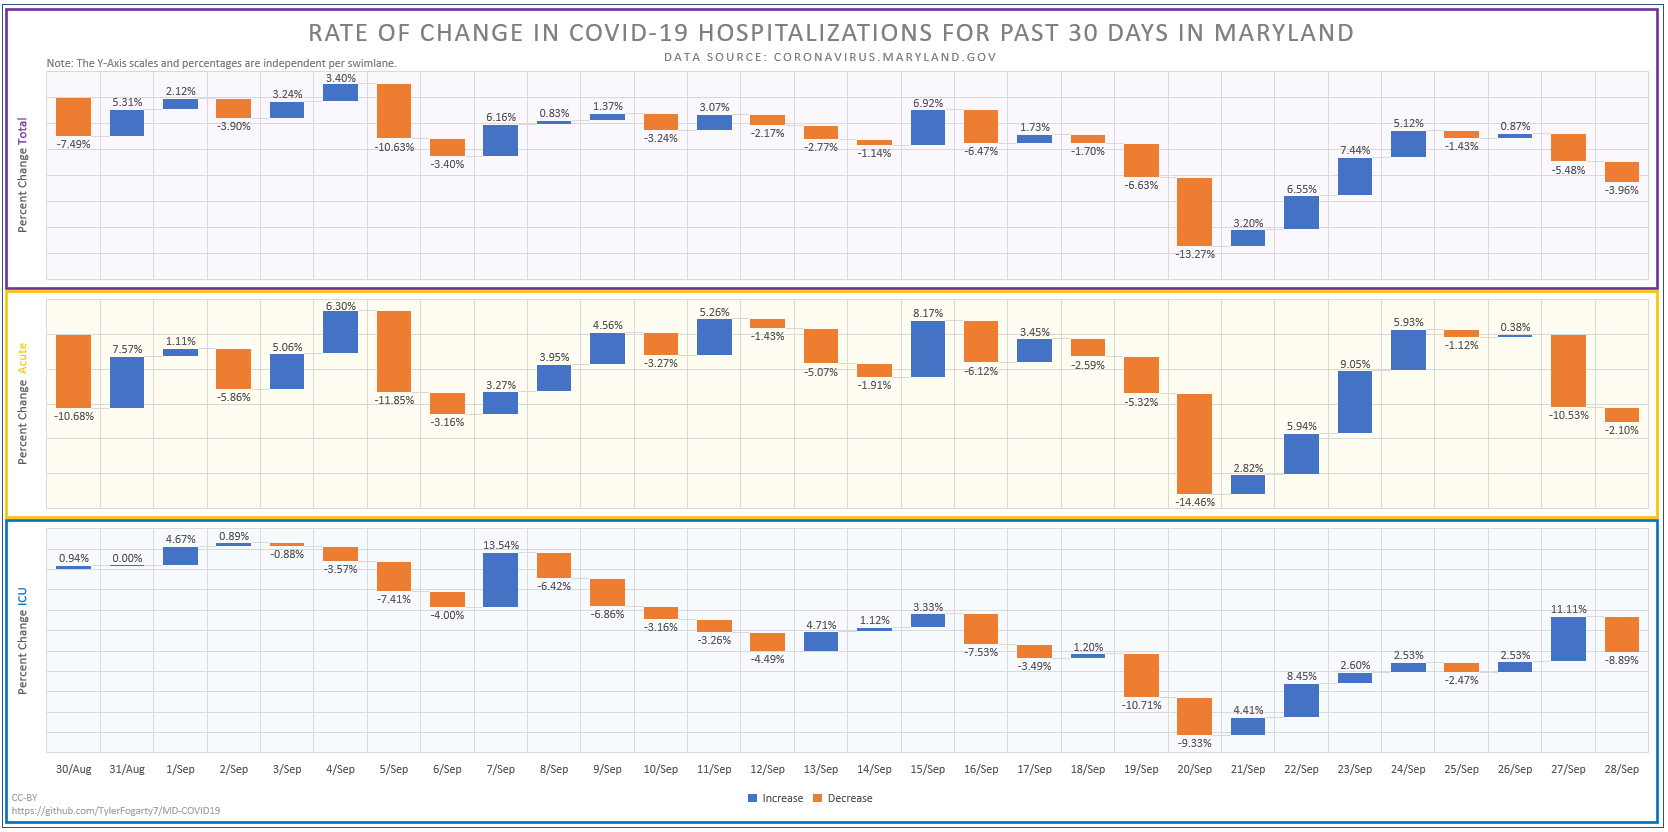 RATE OF CHANGE IN COVID-19 HOSPITALIZATIONS FOR PAST 30 DAYS IN MARYLAND
DATA SOURCE: CORONAVIRUS.MARYLAND.GOV
Note: The Y-Axis scales and percentages are independent per swimlane.
Percent Change Total
-7.49% 5.31% 2.12% -3.90% 3.24% 3.40% -10.63% -3.40% 6.16% 0.83% 1.37% -3.24% 3.07% -2.17% -2.77% -1.14% 6.92% -6.47% 1.73% -1.70% -6.63% -13.27% 3.20% 6.55% 7.44% 5.12% -1.43% 0.87% -5.48% -3.96%
Percent Change Acute
-10.68% 7.57% 1.11% -5.86% 5.06% 6.30% -11.85% -3.16% 3.27% 3.95% 4.56% -3.27% 5.26% -1.43% -5.07% -1.91% 8.17% -6.12% 3.45% -2.59% -5.32% -14.46% 2.82% 5.94% 9.05% 5.93% -1.12% 0.38% -10.53% -2.10%
Percent Change ICU
0.94% 0.00% 4.67% 0.89% -0.88% -3.57% -7.41% -4.00% 13.54% -6.42% -6.86% -3.16% -3.26% -4.49% 4.71% 1.12% 3.33% -7.53% -3.49% 1.20% -10.71% -9.33% 4.41% 8.45% 2.60% 2.53% -2.47% 2.53% 11.11% -8.89%
30/Aug 31/Aug 1/Sep 2/Sep 3/Sep 4/Sep 5/Sep 6/Sep 7/Sep 8/Sep 9/Sep 10/Sep 11/Sep 12/Sep 13/Sep 14/Sep 15/Sep 16/Sep 17/Sep 18/Sep 19/Sep 20/Sep 21/Sep 22/Sep 23/Sep 24/Sep 25/Sep 26/Sep 27/Sep 28/Sep
Increase Decrease
CC-BY
https://github.com/TylerFogarty7/MD-COVID19